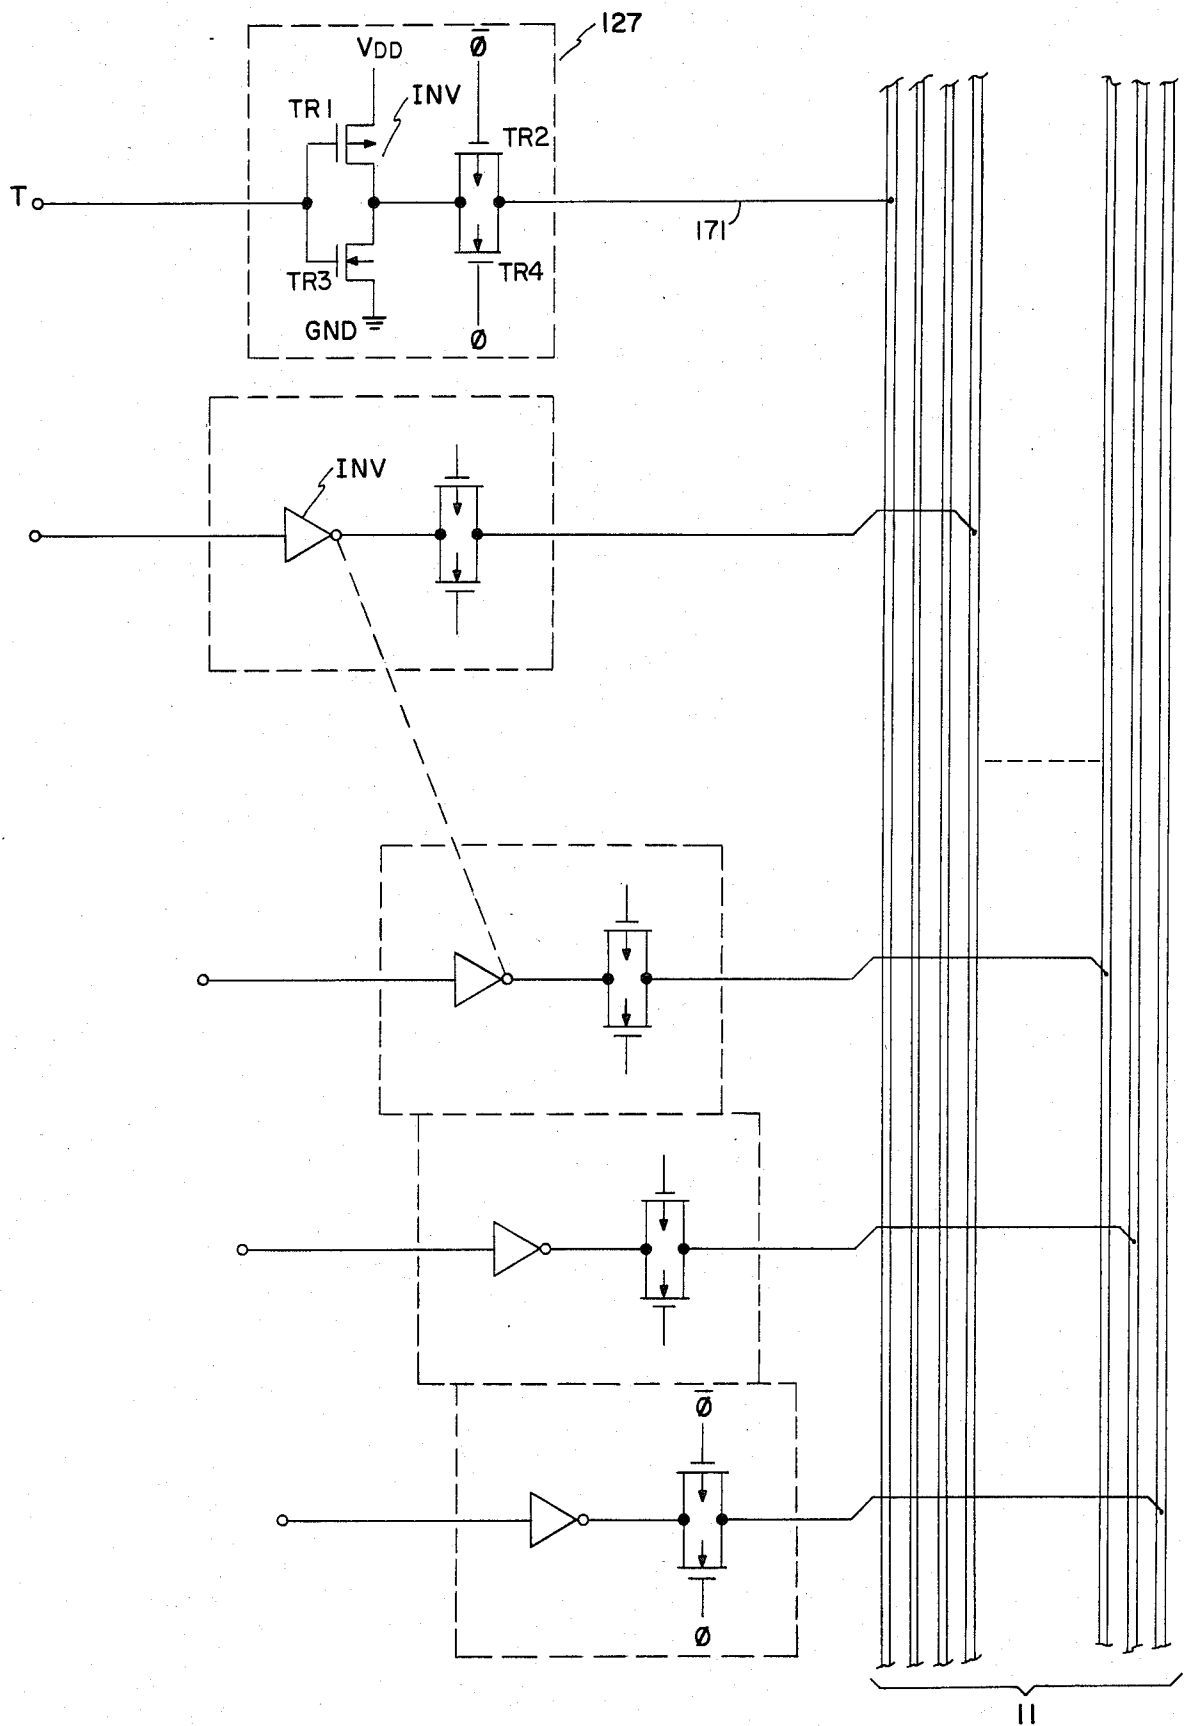 127
VDD
Ø̅
TR1
INV
TR2
T
171
TR3
TR4
GND
Ø
INV
Ø̅
Ø
11